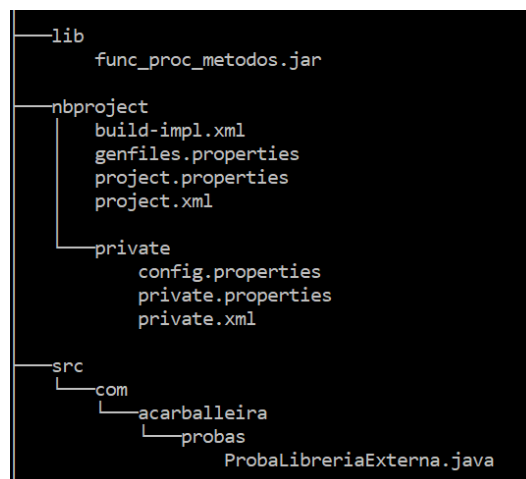 lib
func_proc_metodos.jar
nbproject
build-impl.xml
genfiles.properties
project.properties
project.xml
private
config.properties
private.properties
private.xml
src
com
acarballeira
probas
ProbaLibreriaExterna.java